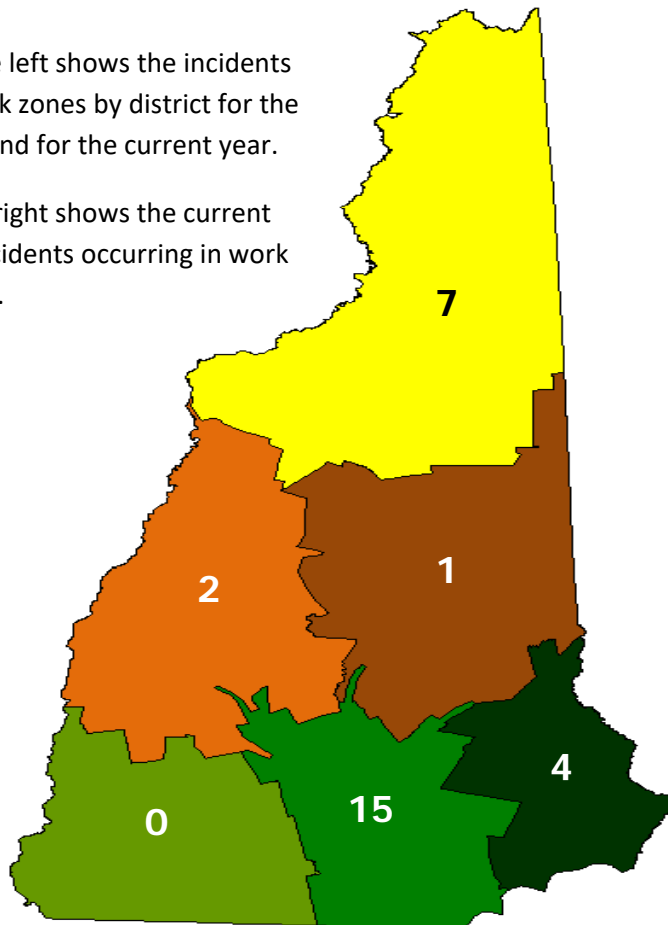 left shows the incidents
zones by district for the
nd for the current year.
right shows the current
cidents occurring in work
.
7
2
1
4
15
0